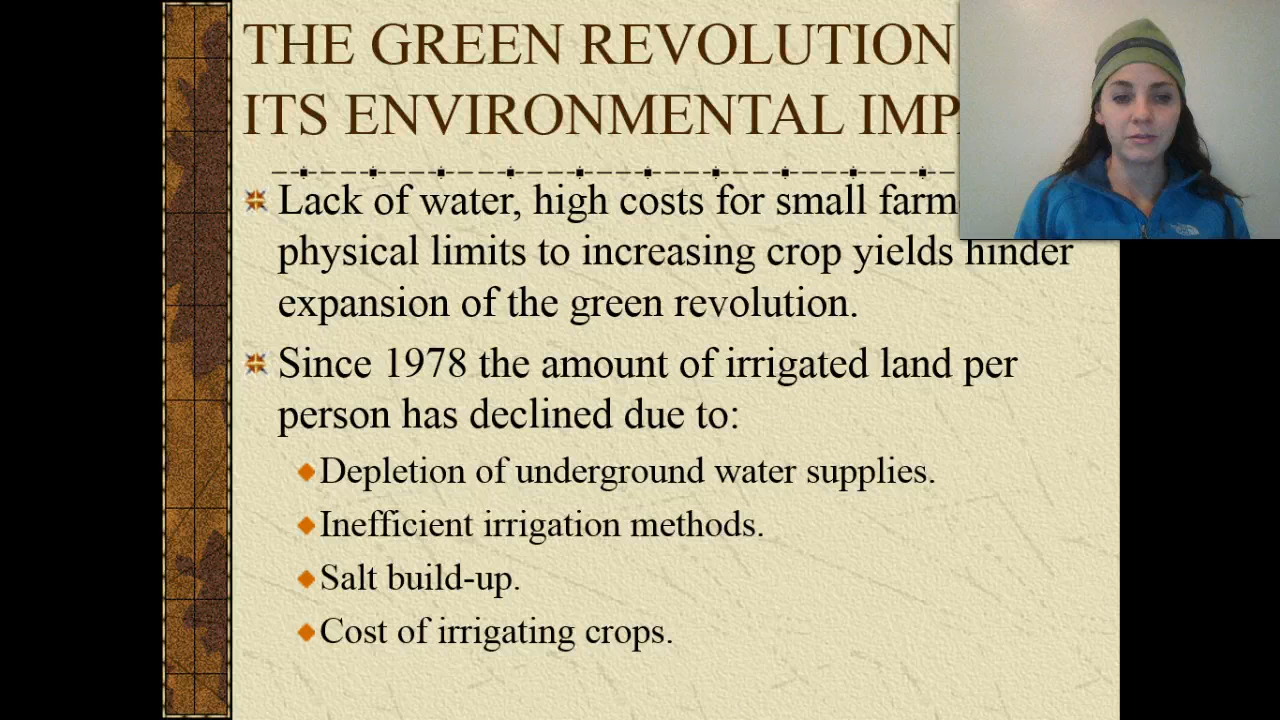 THE GREEN REVOLUTION
ITS ENVIRONMENTAL IMP
Lack of water, high costs for small farm
physical limits to increasing crop yields hinder
expansion of the green revolution.
Since 1978 the amount of irrigated land per
person has declined due to:
Depletion of underground water supplies.
Inefficient irrigation methods.
Salt build-up.
Cost of irrigating crops.